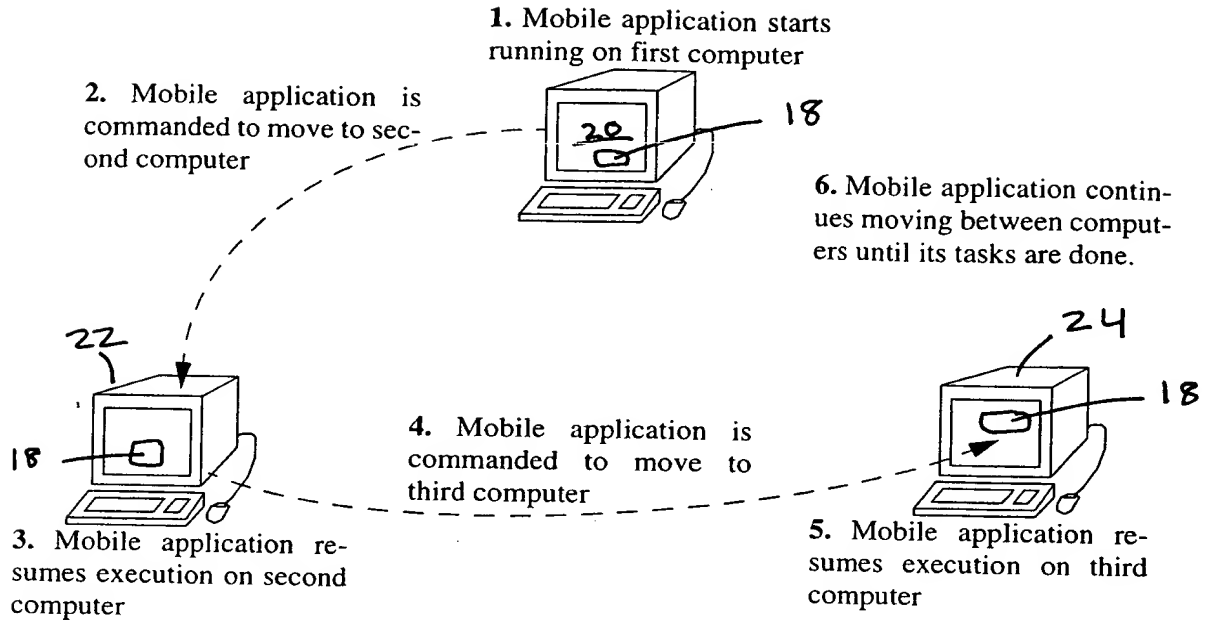 1. Mobile application starts
running on first computer
20
18
2. Mobile application is
commanded to move to sec-
ond computer
6. Mobile application contin-
ues moving between comput-
ers until its tasks are done.
22
18
3. Mobile application re-
sumes execution on second
computer
4. Mobile application is
commanded to move to
third computer
24
18
5. Mobile application re-
sumes execution on third
computer